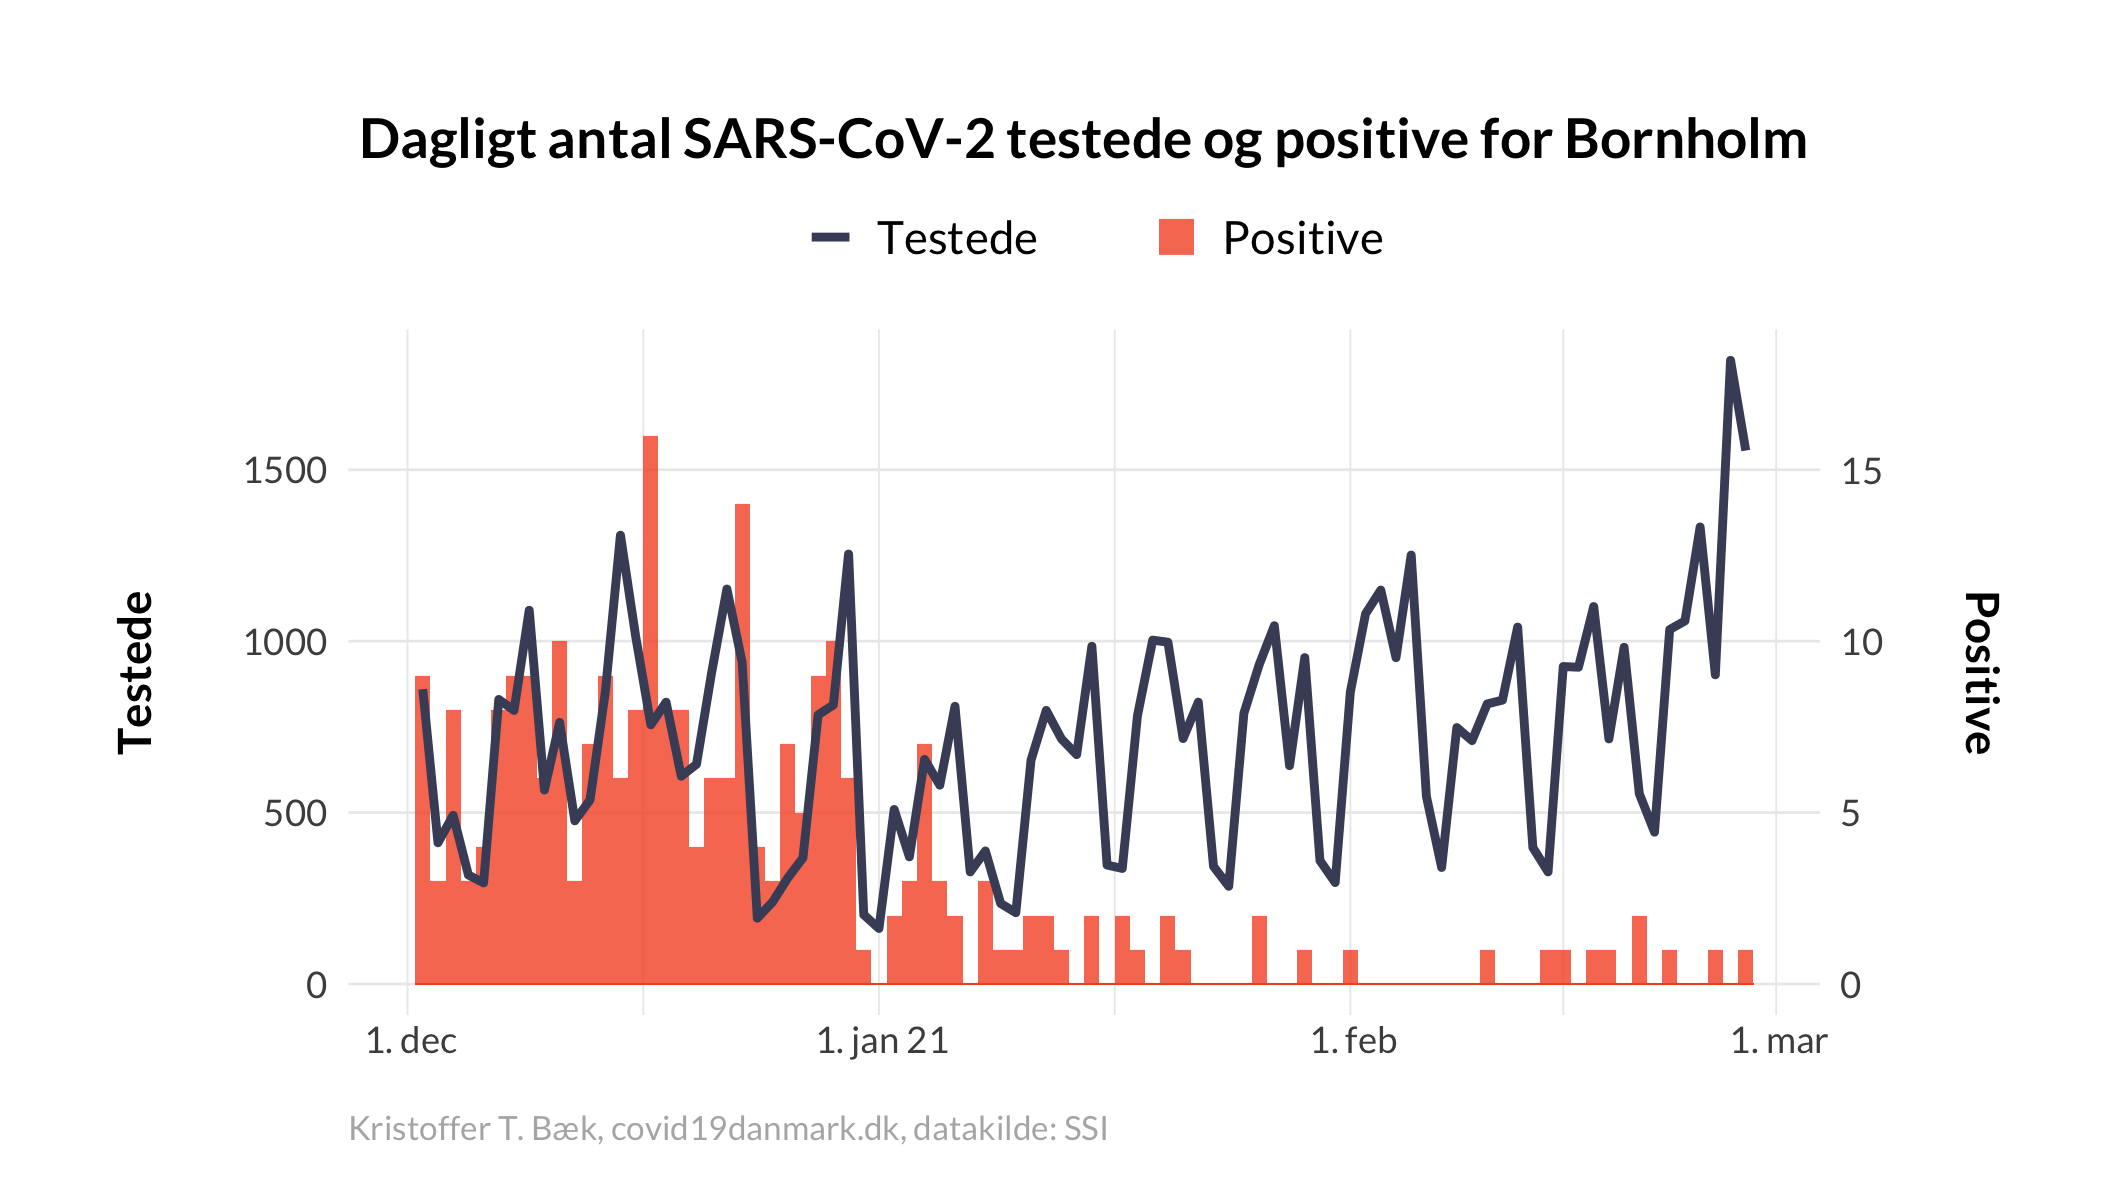 Dagligt antal SARS-CoV-2 testede og positive for Bornholm
Testede
Positive
1500
1000
500
0
Testede
15
10
5
0
Positive
1. dec
1. jan 21
1. feb
1. mar
Kristoffer T. Bæk, covid19danmark.dk, datakilde: SSI